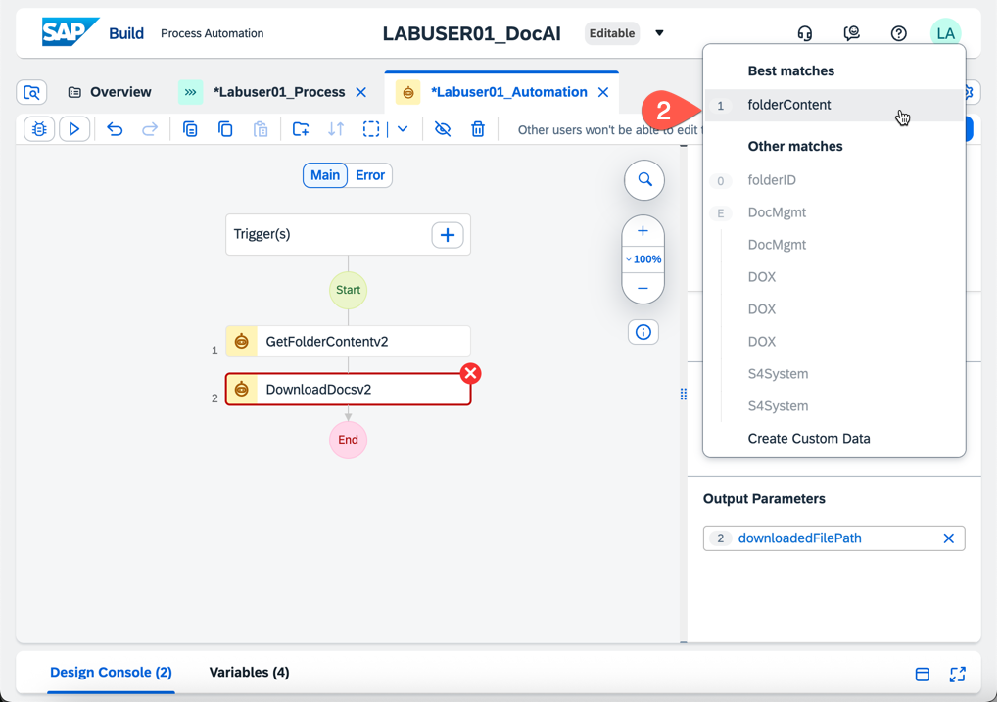 SAP Build Process Automation
LABUSER01_DocAI Editable
LA
Overview
*Labuser01_Process
*Labuser01_Automation
Other users won't be able to edit
2
Best matches
1 folderContent
Other matches
0 folderID
E DocMgmt
DocMgmt
DOX
DOX
DOX
S4System
S4System
Create Custom Data
Main Error
Trigger(s)
Start
1 GetFolderContentv2
2 DownloadDocsv2
End
100%
Output Parameters
2 downloadedFilePath
Design Console (2) Variables (4)